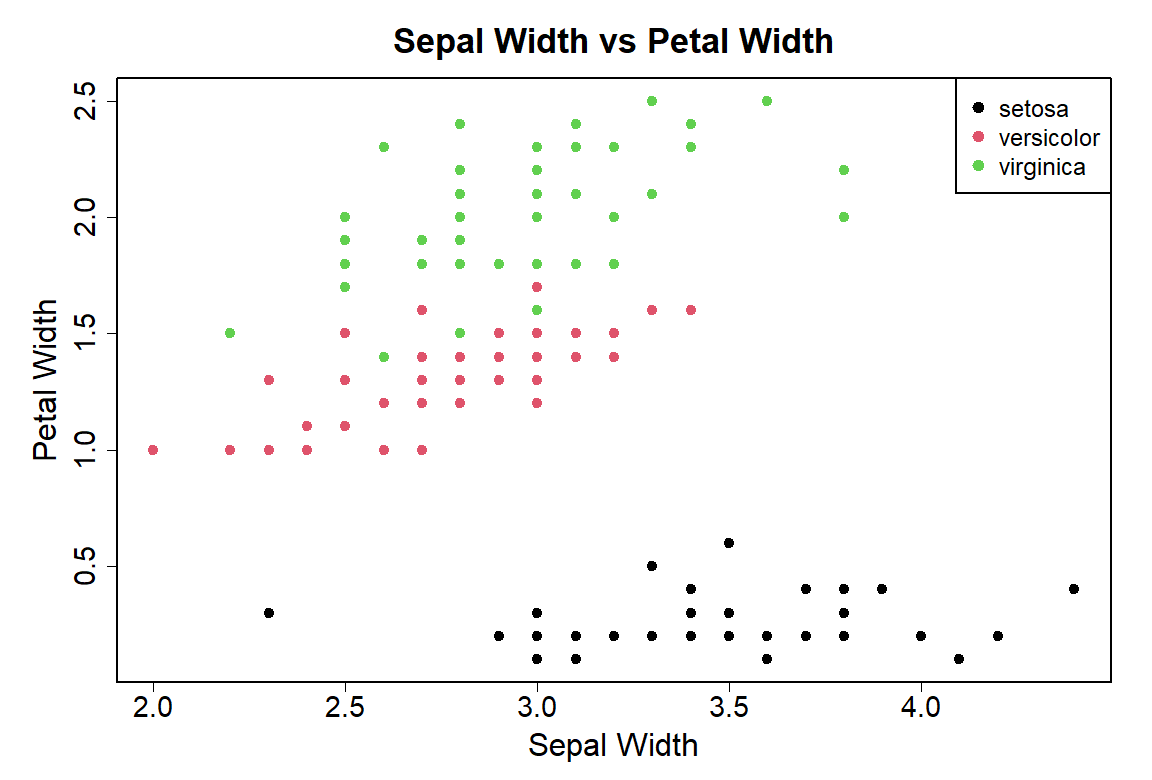 Sepal Width vs Petal Width
setosa
versicolor
virginica
Petal Width
2.5
2.0
1.5
1.0
0.5
2.0 2.5 3.0 3.5 4.0
Sepal Width